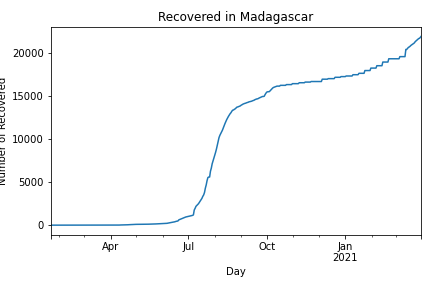 Recovered in Madagascar
Number of Recovered
20000
15000
10000
5000
0
Apr
Jul
Oct
Jan
2021
Day